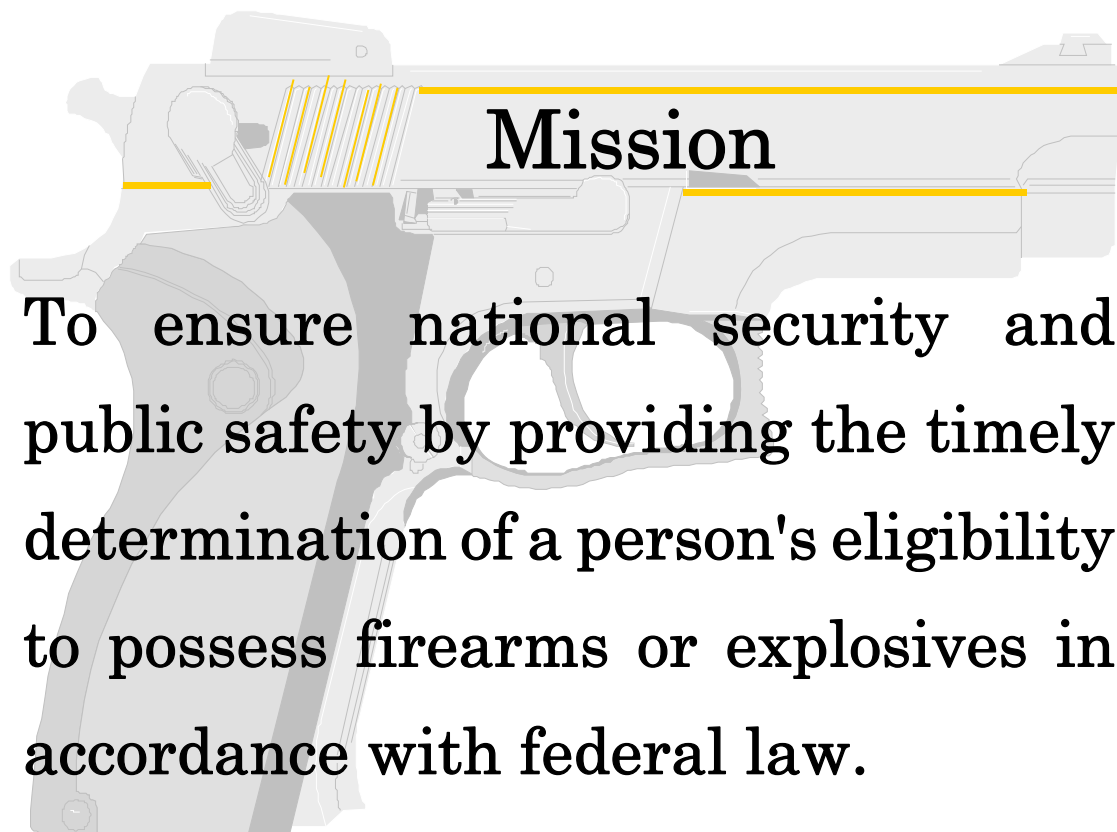 Mission
To ensure national security and
public safety by providing the timely
determination of a person's eligibility
to possess firearms or explosives in
accordance with federal law.